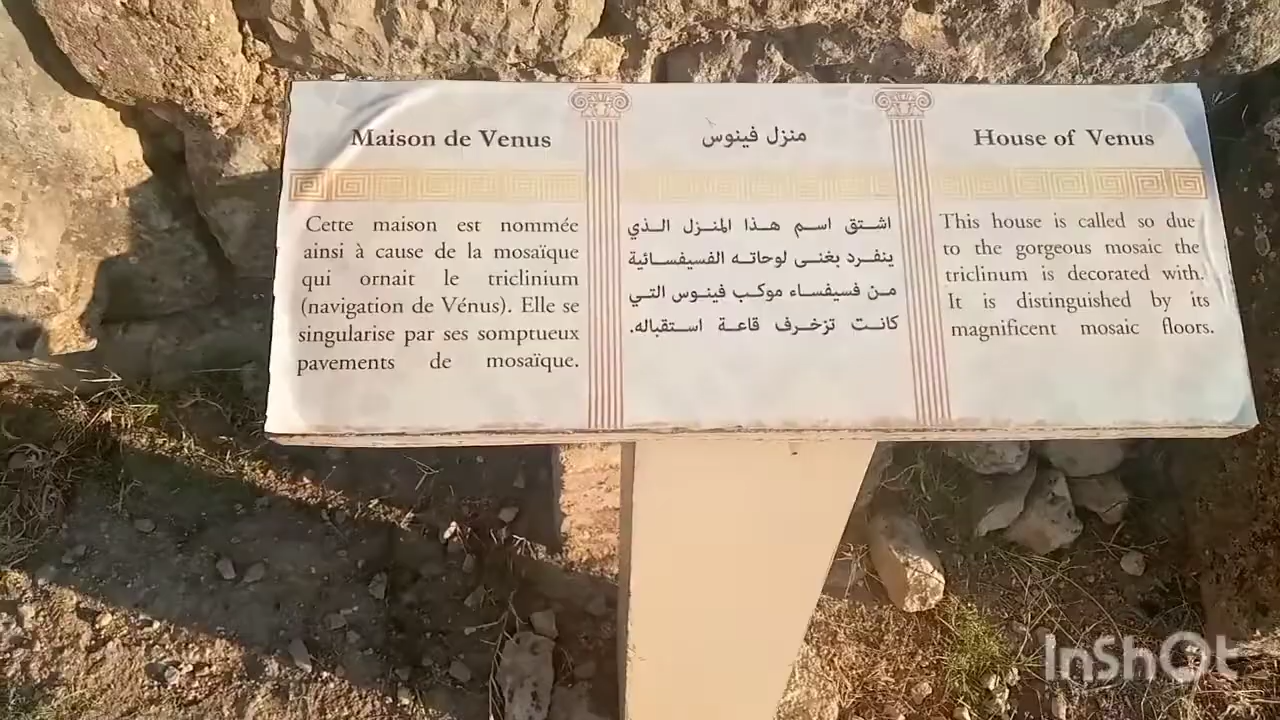 Maison de Venus
Cette maison est nommée
ainsi à cause de la mosaïque
qui ornait le triclinium
(navigation de Vénus). Elle se
singularise par ses somptueux
pavements de mosaïque.
منزل فينوس
اشتق اسم هذا المنزل الذي
ينفرد بغنى لوحاته الفسيفسائية
من فسيفساء موكب فينوس التي
كانت تزخرف قاعة استقباله.
House of Venus
This house is called so due
to the gorgeous mosaic the
triclinum is decorated with.
It is distinguished by its
magnificent mosaic floors.
InShOt